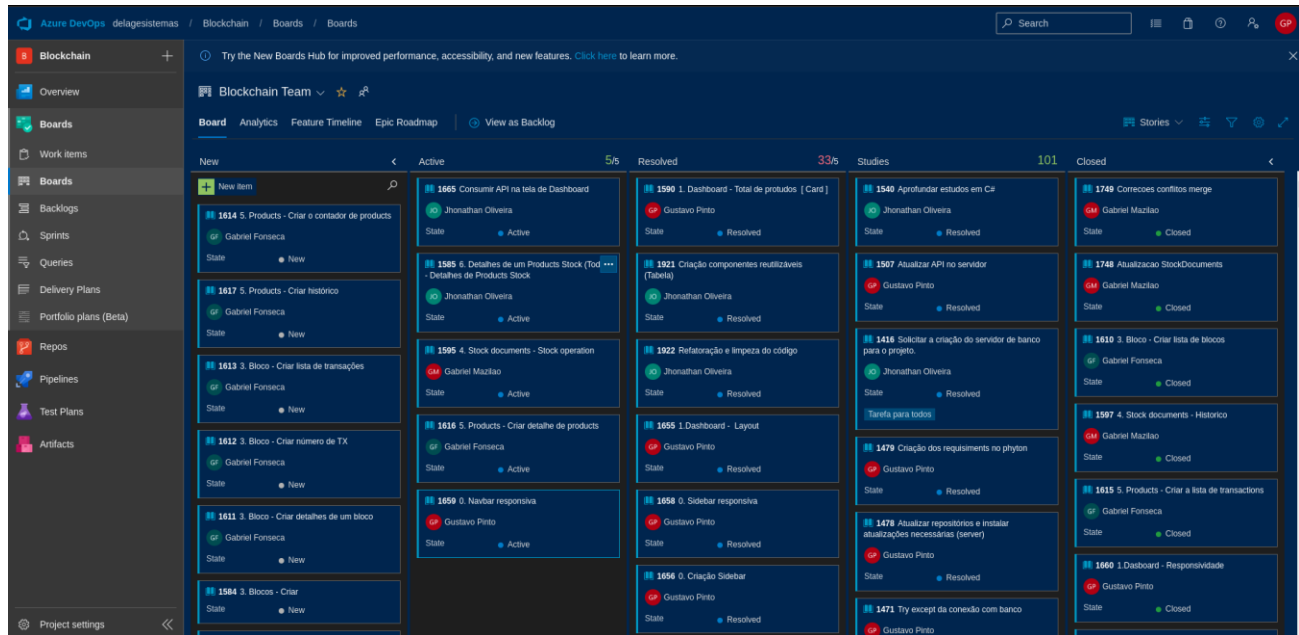 Azure DevOps delagesistemas / Blockchain / Boards / Boards
Search
GP
B Blockchain
Try the New Boards Hub for improved performance, accessibility, and new features. Click here to learn more.
Overview
Boards
Work items
Boards
Backlogs
Sprints
Queries
Delivery Plans
Portfolio plans (Beta)
Repos
Pipelines
Test Plans
Artifacts
Project settings
Blockchain Team
Board Analytics Feature Timeline Epic Roadmap View as Backlog
Stories
New
New item
1614 5. Products - Criar o contador de products
GF Gabriel Fonseca
State New
1617 5. Products - Criar histórico
GF Gabriel Fonseca
State New
1613 3. Bloco - Criar lista de transações
GF Gabriel Fonseca
State New
1612 3. Bloco - Criar número de TX
GF Gabriel Fonseca
State New
1611 3. Bloco - Criar detalhes de um bloco
GF Gabriel Fonseca
State New
1584 3. Blocos - Criar
State New
Active 5/5
1665 Consumir API na tela de Dashboard
JO Jhonathan Oliveira
State Active
1585 6. Detalhes de um Products Stock (Tod ...
- Detalhes de Products Stock
JO Jhonathan Oliveira
State Active
1595 4. Stock documents - Stock operation
GM Gabriel Mazilao
State Active
1616 5. Products - Criar detalhe de products
GF Gabriel Fonseca
State Active
1659 0. Navbar responsiva
GP Gustavo Pinto
State Active
Resolved 33/5
1590 1. Dashboard - Total de protudos [ Card ]
GP Gustavo Pinto
State Resolved
1921 Criação componentes reutilizáveis
(Tabela)
JO Jhonathan Oliveira
State Resolved
1922 Refatoração e limpeza do código
JO Jhonathan Oliveira
State Resolved
1655 1.Dashboard - Layout
GP Gustavo Pinto
State Resolved
1658 0. Sidebar responsiva
GP Gustavo Pinto
State Resolved
1656 0. Criação Sidebar
GP Gustavo Pinto
State Resolved
Studies 101
1540 Aprofundar estudos em C#
JO Jhonathan Oliveira
State Resolved
1507 Atualizar API no servidor
GP Gustavo Pinto
State Resolved
1416 Solicitar a criação do servidor de banco
para o projeto.
JO Jhonathan Oliveira
State Resolved
Tarefa para todos
1479 Criação dos requisiments no phyton
GP Gustavo Pinto
State Resolved
1478 Atualizar repositórios e instalar
atualizações necessárias (server)
GP Gustavo Pinto
State Resolved
1471 Try except da conexão com banco
GP Gustavo Pinto
Closed
1749 Correcoes conflitos merge
GM Gabriel Mazilao
State Closed
1748 Atualizacao StockDocuments
GM Gabriel Mazilao
State Closed
1610 3. Bloco - Criar lista de blocos
GF Gabriel Fonseca
State Closed
1597 4. Stock documents - Historico
GM Gabriel Mazilao
State Closed
1615 5. Products - Criar a lista de transactions
GF Gabriel Fonseca
State Closed
1660 1.Dasboard - Responsividade
GP Gustavo Pinto
State Closed